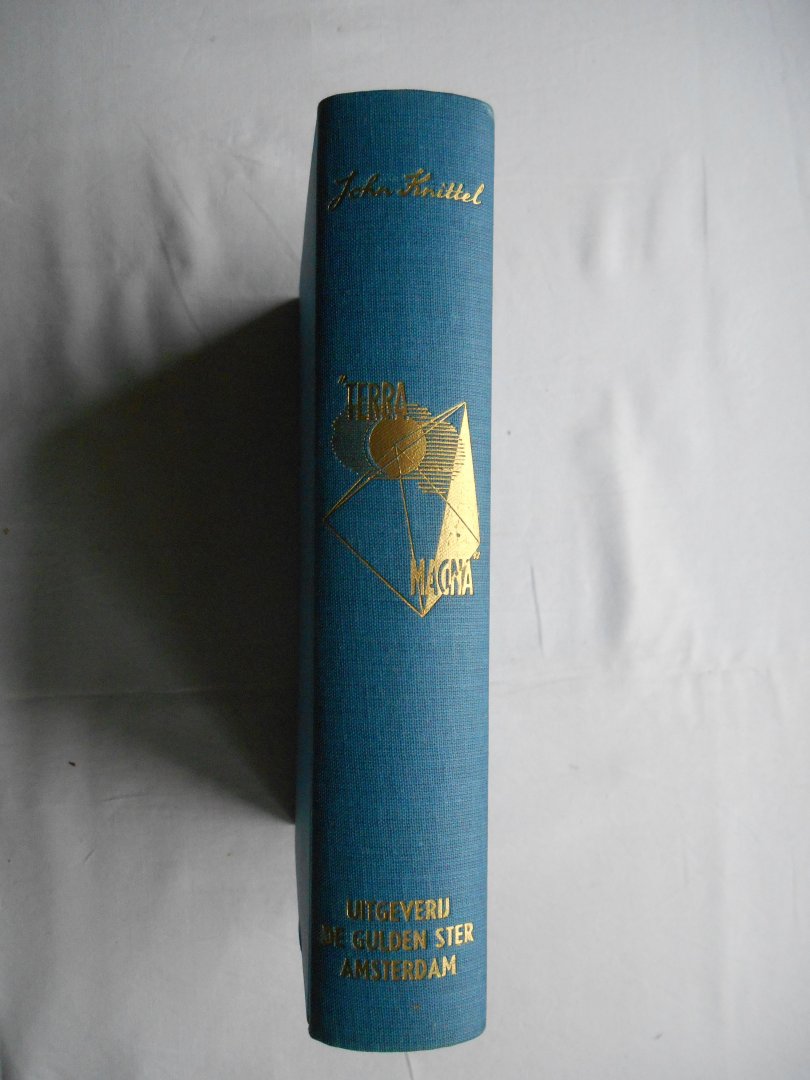 John Knittel
"TERRA
MAGNA"
UITGEVERIJ
DE GULDEN STER
AMSTERDAM